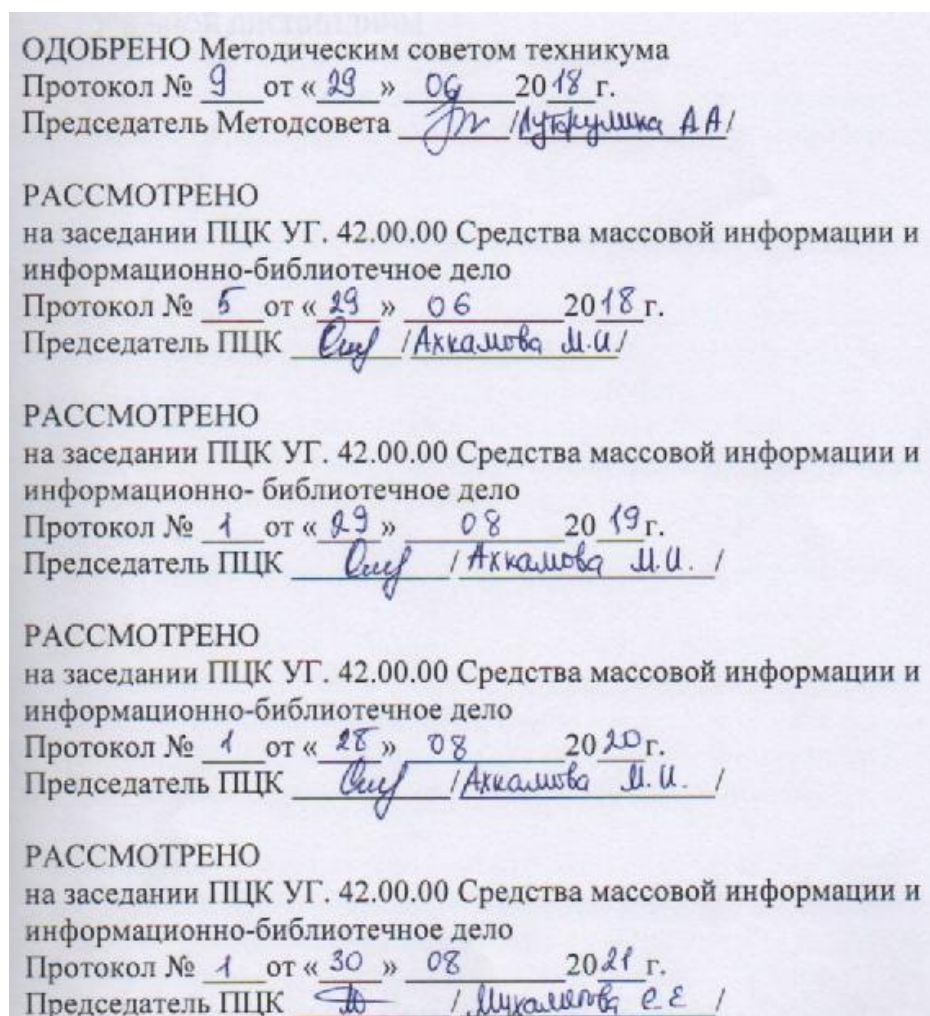 ОДОБРЕНО Методическим советом техникума
Протокол № 9 от « 29 » 06 2018 г.
Председатель Методсовета / А А/
РАССМОТРЕНО
на заседании ПЦК УГ. 42.00.00 Средства массовой информации и
информационно-библиотечное дело
Протокол № 5 от « 29 » 06 2018 г.
Председатель ПЦК /Ахкамова М.И/
РАССМОТРЕНО
на заседании ПЦК УГ. 42.00.00 Средства массовой информации и
информационно- библиотечное дело
Протокол № 1 от « 29 » 08 20 19 г.
Председатель ПЦК / Ахкамова М.И. /
РАССМОТРЕНО
на заседании ПЦК УГ. 42.00.00 Средства массовой информации и
информационно-библиотечное дело
Протокол № 1 от « 28 » 08 2020 г.
Председатель ПЦК /Ахкамова М.И. /
РАССМОТРЕНО
на заседании ПЦК УГ. 42.00.00 Средства массовой информации и
информационно-библиотечное дело
Протокол № 1 от « 30 » 08 2021 г.
Председатель ПЦК / Мухаметова С.Е /